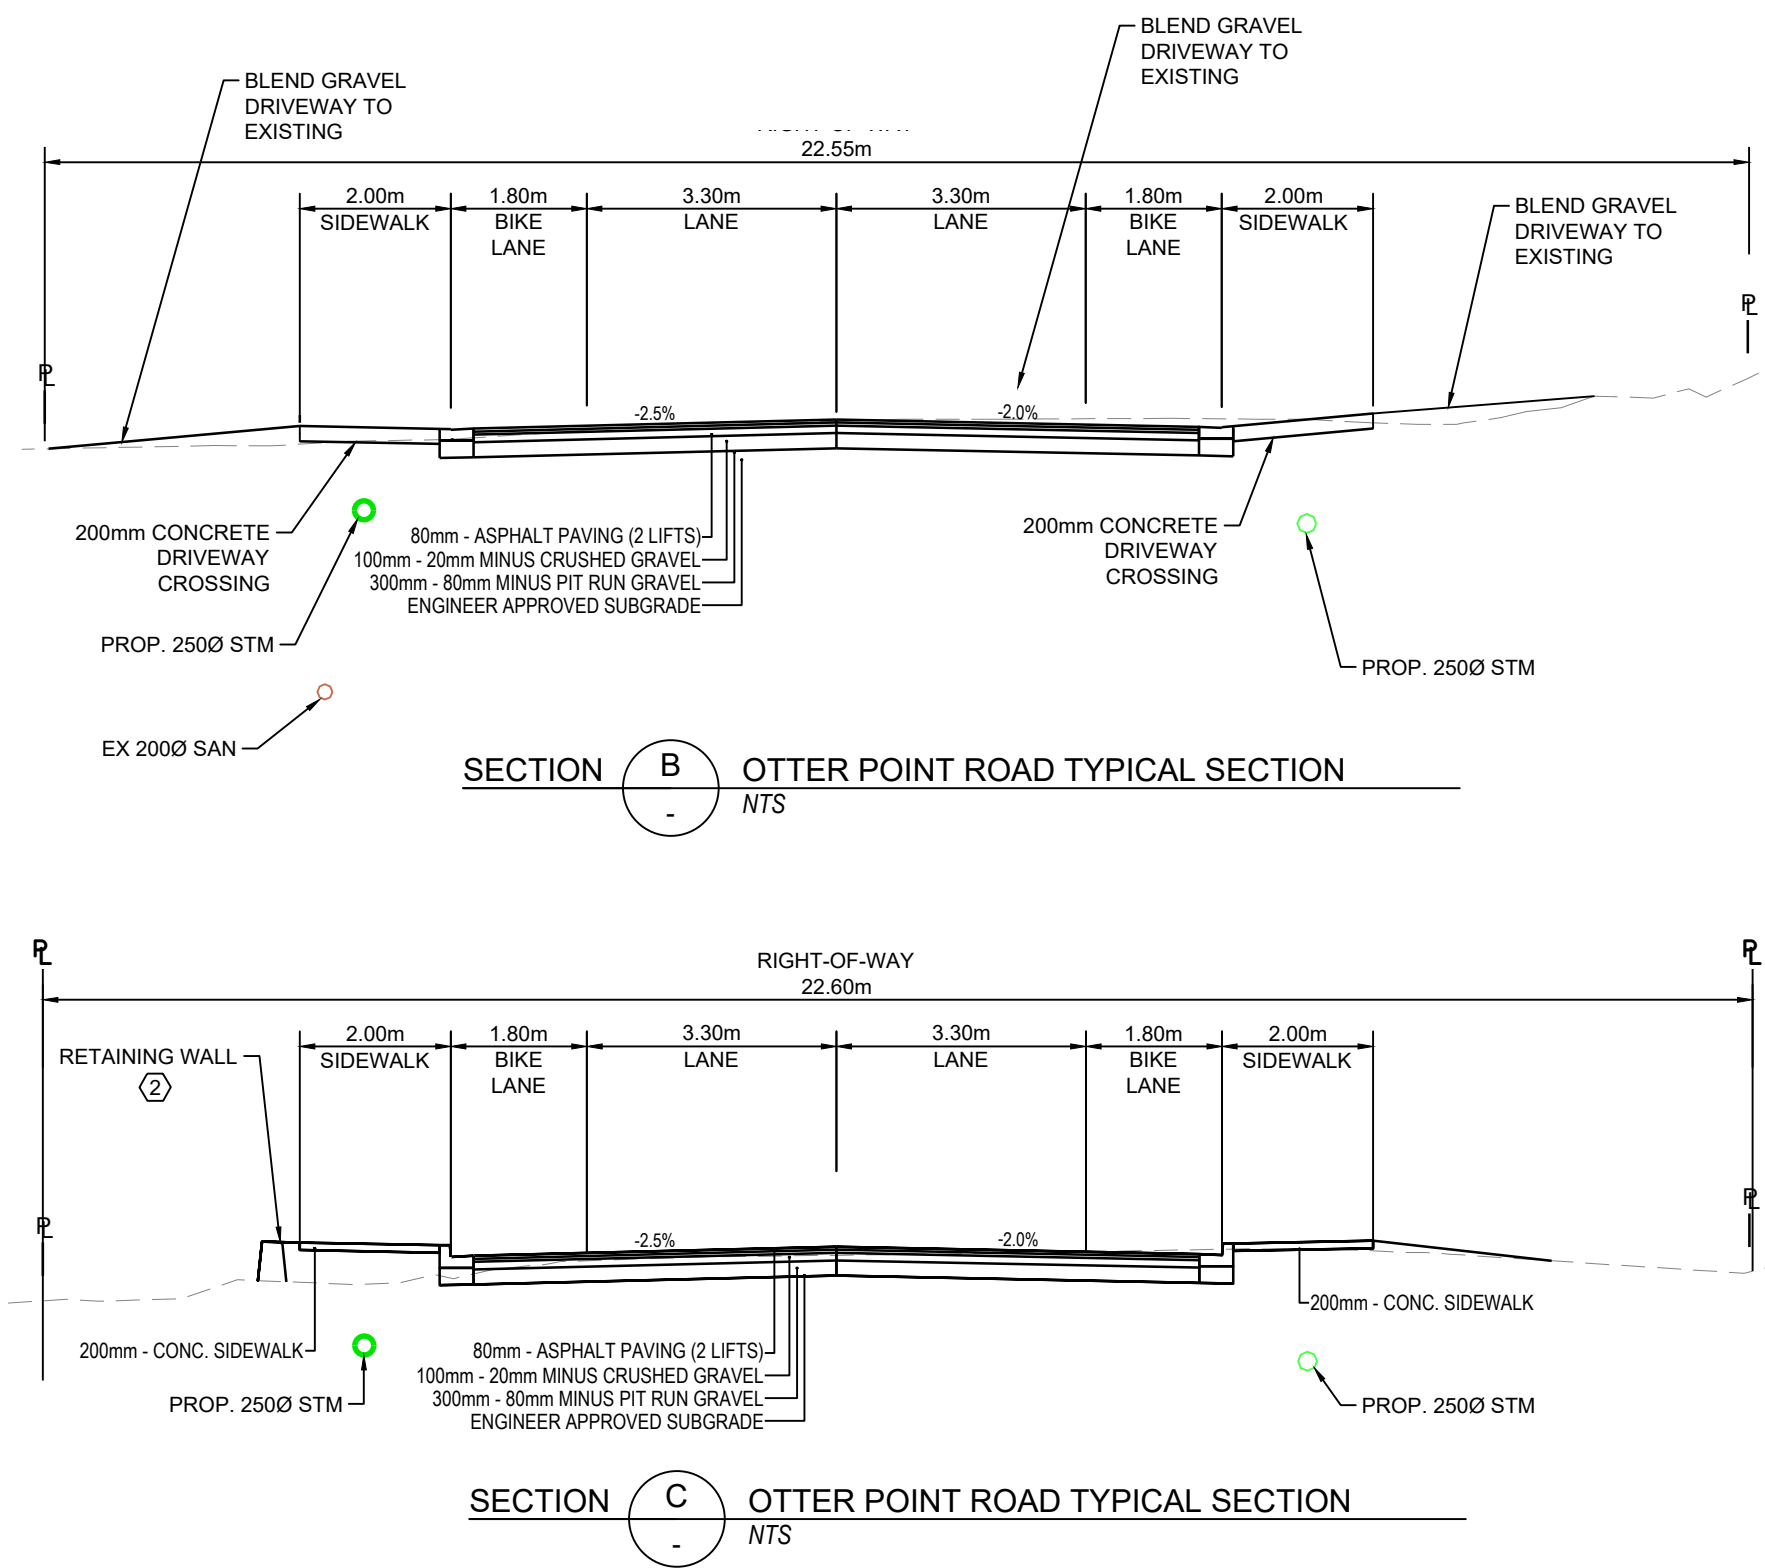 BLEND GRAVEL
DRIVEWAY TO
EXISTING
BLEND GRAVEL
DRIVEWAY TO
EXISTING
22.55m
2.00m
SIDEWALK
1.80m
BIKE
LANE
3.30m
LANE
3.30m
LANE
1.80m
BIKE
LANE
2.00m
SIDEWALK
BLEND GRAVEL
DRIVEWAY TO
EXISTING
PL
PL
-2.5%
-2.0%
200mm CONCRETE
DRIVEWAY
CROSSING
80mm - ASPHALT PAVING (2 LIFTS)
100mm - 20mm MINUS CRUSHED GRAVEL
300mm - 80mm MINUS PIT RUN GRAVEL
ENGINEER APPROVED SUBGRADE
200mm CONCRETE
DRIVEWAY
CROSSING
PROP. 250Ø STM
PROP. 250Ø STM
EX 200Ø SAN
SECTION B - OTTER POINT ROAD TYPICAL SECTION
NTS
PL
PL
RIGHT-OF-WAY
22.60m
RETAINING WALL
2
2.00m
SIDEWALK
1.80m
BIKE
LANE
3.30m
LANE
3.30m
LANE
1.80m
BIKE
LANE
2.00m
SIDEWALK
PL
PL
-2.5%
-2.0%
200mm - CONC. SIDEWALK
200mm - CONC. SIDEWALK
80mm - ASPHALT PAVING (2 LIFTS)
100mm - 20mm MINUS CRUSHED GRAVEL
300mm - 80mm MINUS PIT RUN GRAVEL
ENGINEER APPROVED SUBGRADE
PROP. 250Ø STM
PROP. 250Ø STM
SECTION C - OTTER POINT ROAD TYPICAL SECTION
NTS